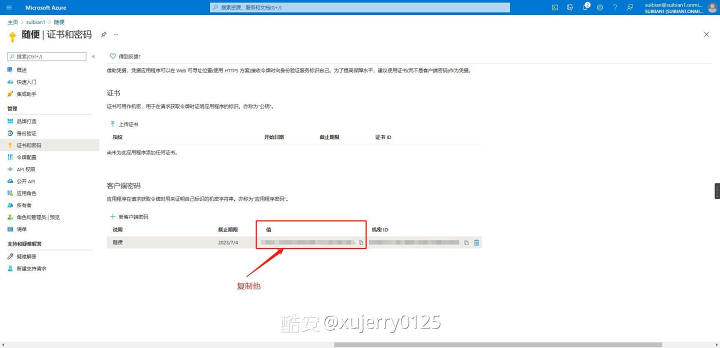 Microsoft Azure
搜索资源、服务和文档(G+/)
suibian@suibian1.onmi...
SUIBIAN1 (SUIBIAN1.ONMI...
主页 > suibian1 > 随便
随便 | 证书和密码
搜索(Ctrl+/)
得到反馈?
概述
快速入门
集成助手
管理
品牌打造
身份验证
证书和密码
令牌配置
API 权限
公开 API
应用角色
所有者
角色和管理员 | 预览
清单
支持和疑难解答
疑难解答
新建支持请求
借助凭据，凭据应用程序可以在 Web 可寻址位置(使用 HTTPS 方案)接收令牌时向身份验证服务标识自己。为了提高保障水平，建议使用证书(而不是客户端密码)作为凭据。
证书
证书可用作机密，用于在请求获取令牌时证明应用程序的标识。亦称为“公钥”。
上传证书
指纹
开始日期
截止期限
证书 ID
尚未为此应用程序添加任何证书。
客户端密码
应用程序在请求获取令牌时用来证明自己标识的机密字符串。亦称为“应用程序密码”。
新客户端密码
说明
截止期限
值
机密 ID
随便
2023/7/4
复制他
酷安 @xujerry0125